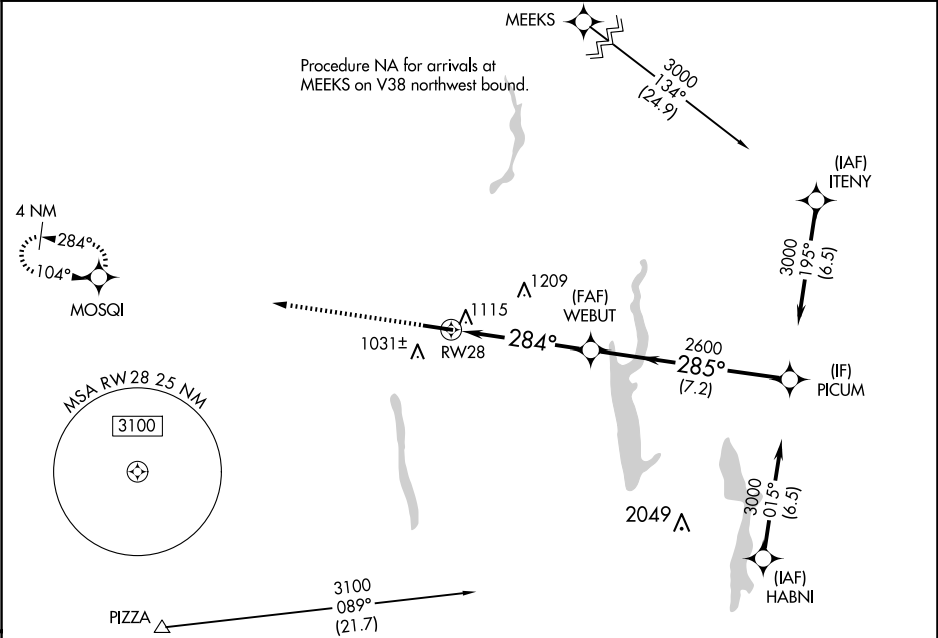 MEEKS
Procedure NA for arrivals at
MEEKS on V38 northwest bound.
3000
134°
(24.9)
(IAF)
ITENY
3000
195°
(6.5)
4 NM
284°
104°
MOSQI
1209
1115
1031±
RW28
284°
(FAF)
WEBUT
2600
285°
(7.2)
(IF)
PICUM
MSA RW28 25 NM
3100
2049
3000
015°
(6.5)
(IAF)
HABNI
PIZZA
3100
089°
(21.7)